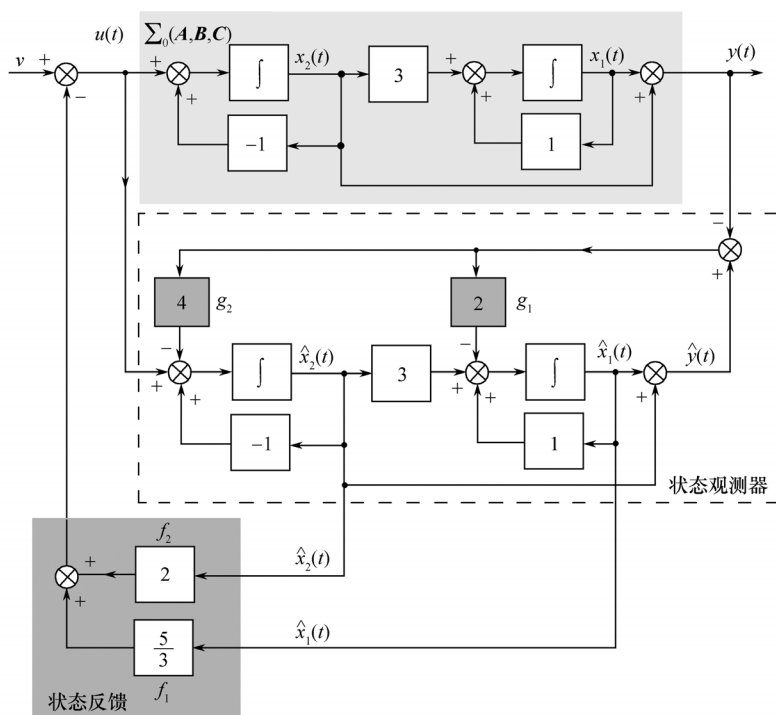 v + − u(t) ∑₀(A,B,C)
+ + ∫ x₂(t) 3 + + ∫ x₁(t) + + y(t)
−1 1
− +
4 g₂ 2 g₁
− + + ∫ x̂₂(t) 3 − + + ∫ x̂₁(t) + + ŷ(t)
−1 1
状态观测器
f₂
+ + 2 x̂₂(t)
5/3 x̂₁(t)
f₁
状态反馈